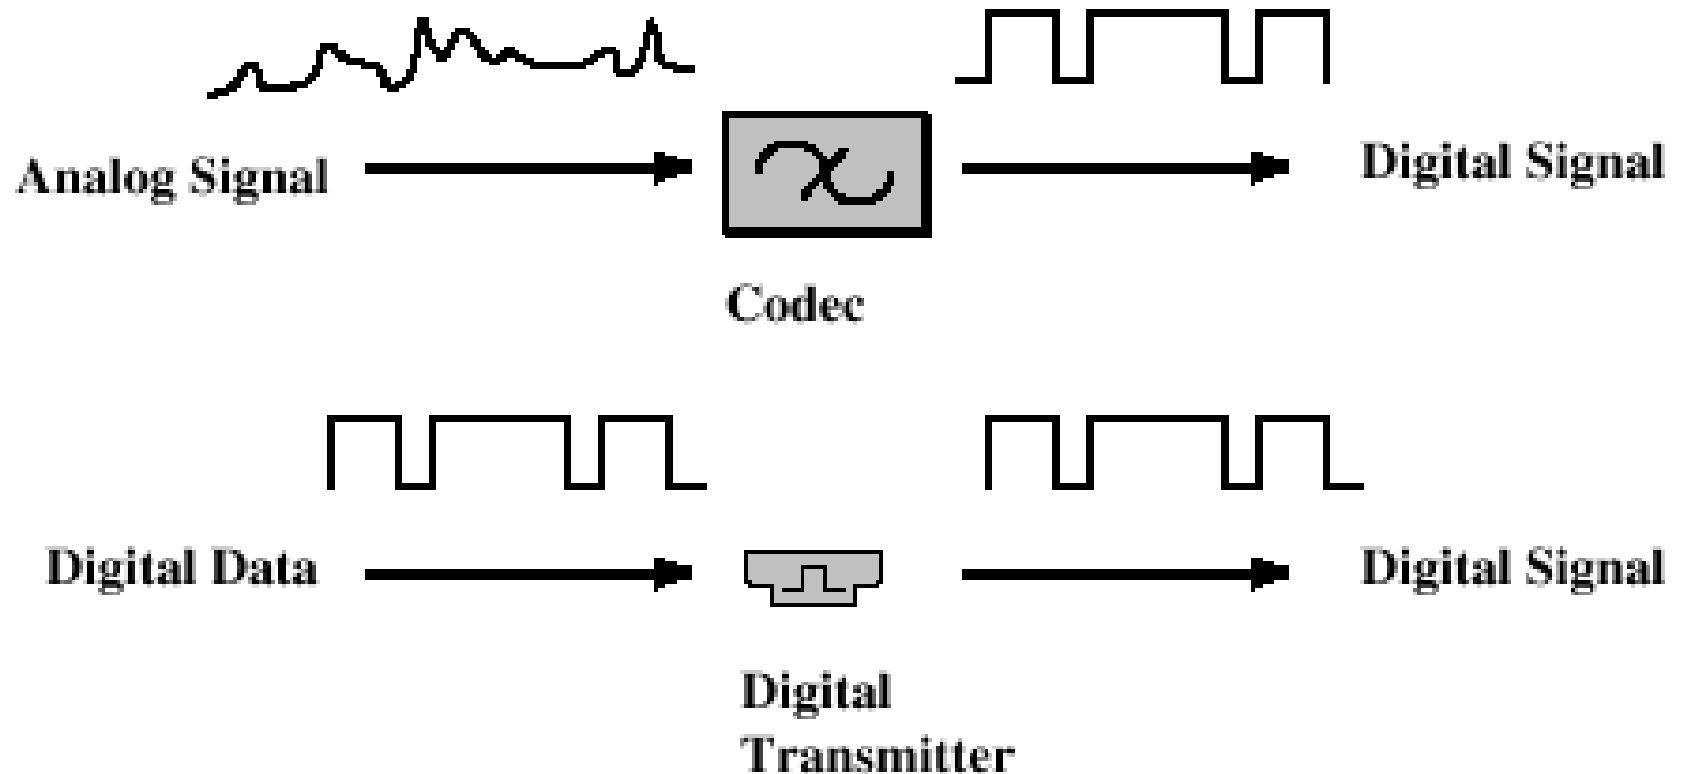 Analog Signal
Digital Signal
Codec
Digital Data
Digital Signal
Digital
Transmitter